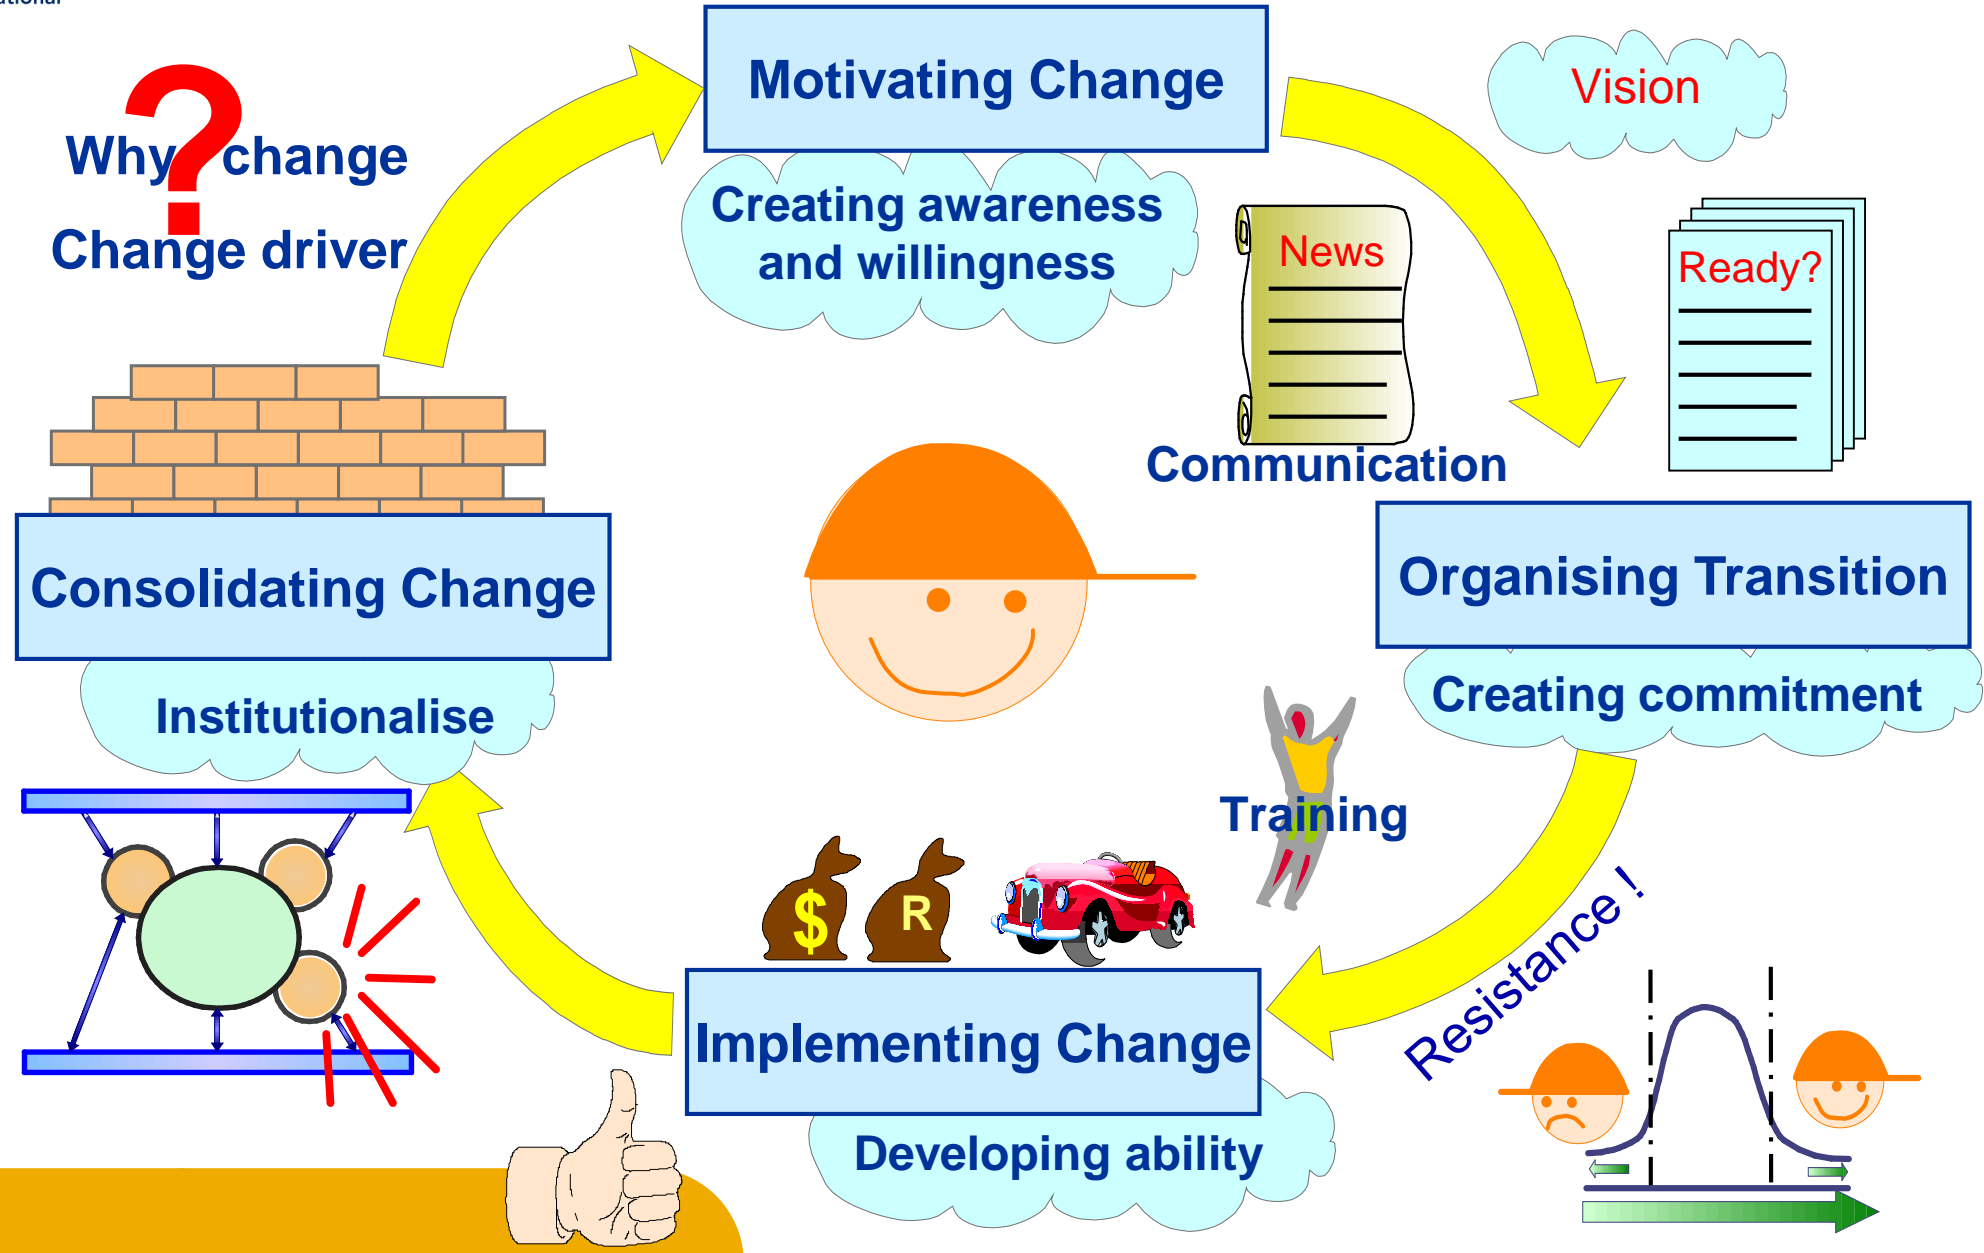 Motivating Change
Vision
Why ? change
Change driver
Creating awareness
and willingness
News
Ready?
Communication
Consolidating Change
Organising Transition
Institutionalise
Creating commitment
Training
$
R
Resistance !
Implementing Change
Developing ability